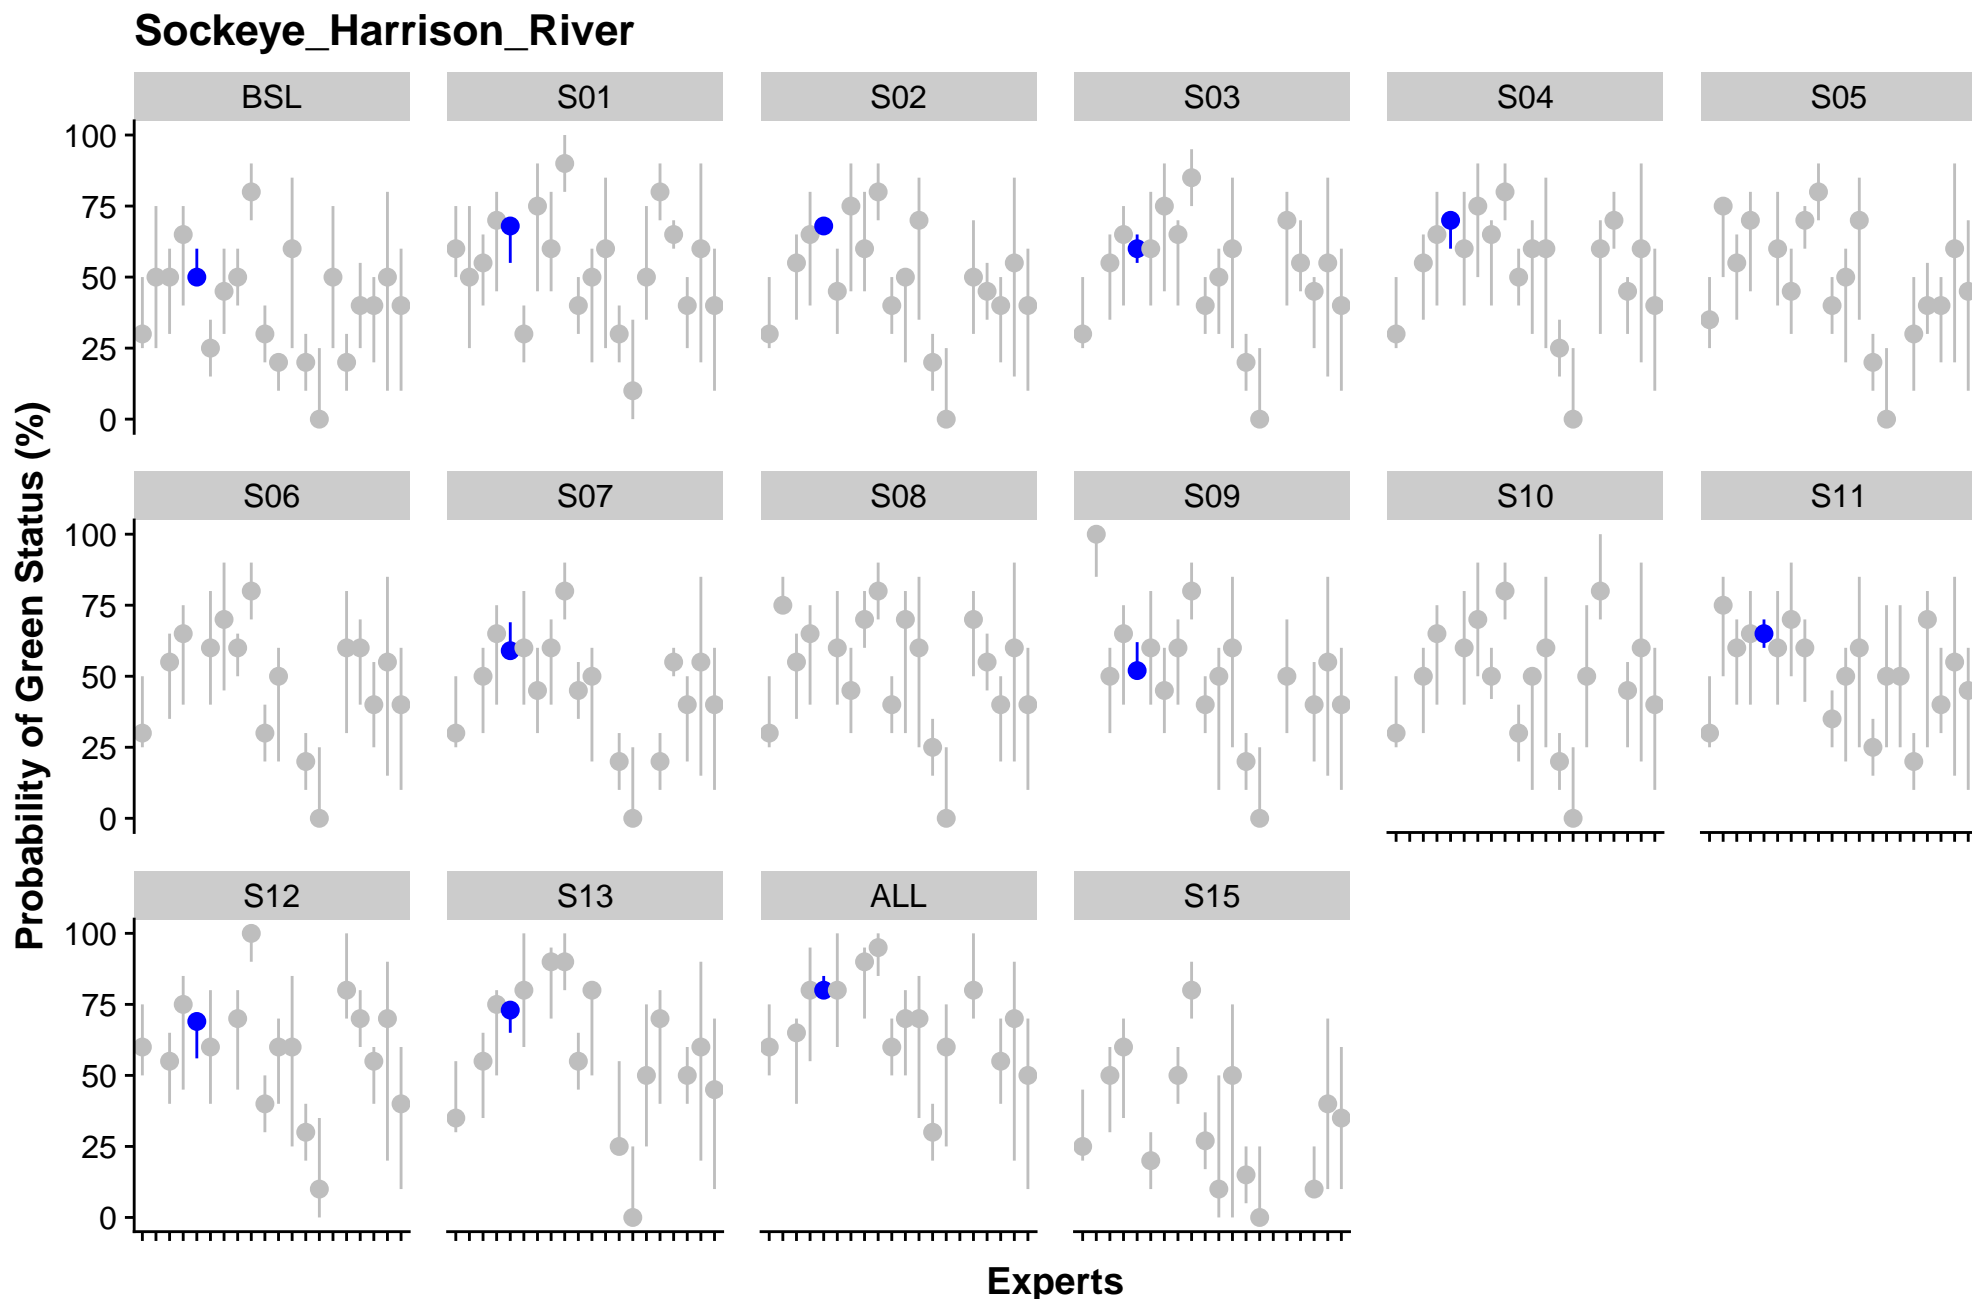 Sockeye_Harrison_River
BSL S01 S02 S03 S04 S05
100
75
50
25
0
S06 S07 S08 S09 S10 S11
100
75
50
25
0
S12 S13 ALL S15
100
75
50
25
0
Probability of Green Status (%)
Experts